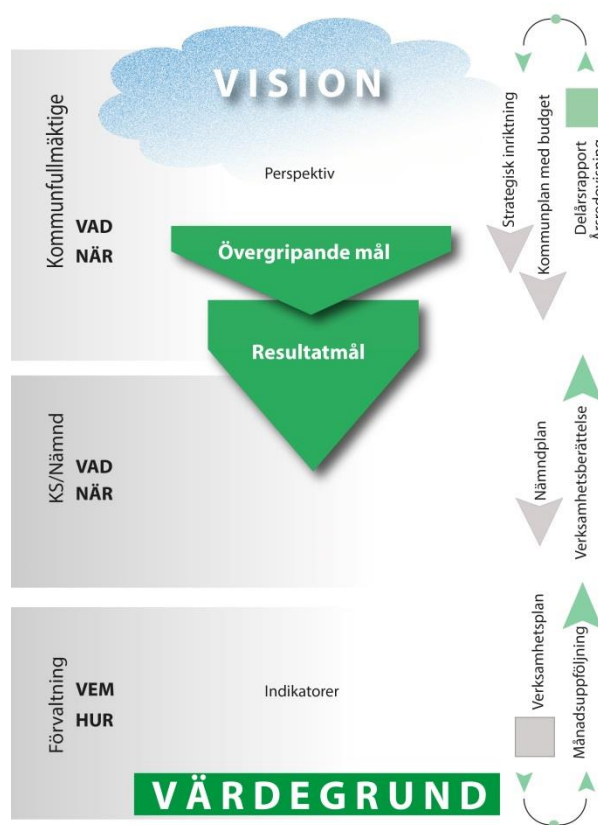 VISION
Perspektiv
Kommunfullmäktige
VAD
NÄR
Övergripande mål
Resultatmål
Strategisk inriktning
Kommunplan med budget
Delårsrapport
Årsredovisning
KS/Nämnd
VAD
NÄR
Nämndplan
Verksamhetsberättelse
Förvaltning
VEM
HUR
Indikatorer
Verksamhetsplan
Månadsuppföljning
VÄRDEGRUND